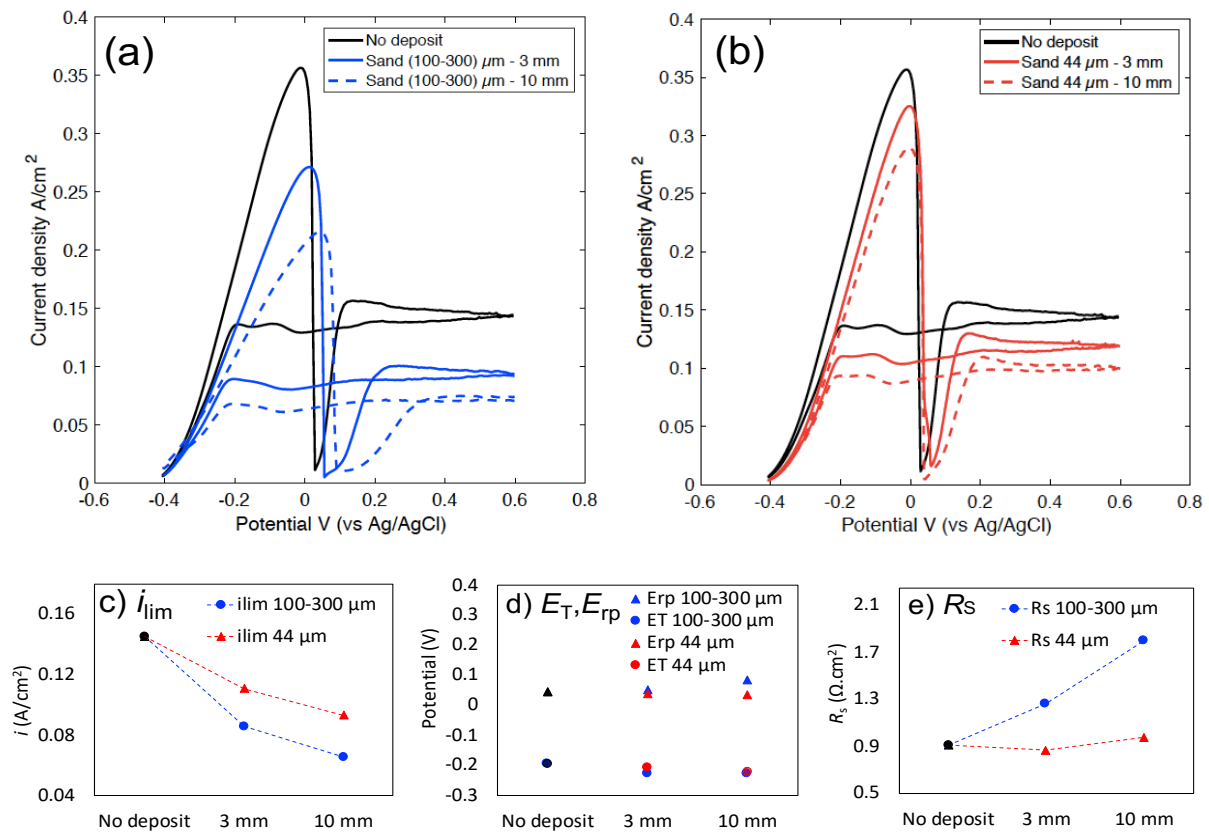 (a)
No deposit
Sand (100-300) μm - 3 mm
Sand (100-300) μm - 10 mm
Current density A/cm²
0.4
0.35
0.3
0.25
0.2
0.15
0.1
0.05
0
-0.6 -0.4 -0.2 0 0.2 0.4 0.6 0.8
Potential V (vs Ag/AgCl)
(b)
No deposit
Sand 44 μm - 3 mm
Sand 44 μm - 10 mm
Current density A/cm²
0.4
0.35
0.3
0.25
0.2
0.15
0.1
0.05
0
-0.6 -0.4 -0.2 0 0.2 0.4 0.6 0.8
Potential V (vs Ag/AgCl)
c) ilim
ilim 100-300 μm
ilim 44 μm
i (A/cm²)
0.16
0.12
0.08
0.04
No deposit 3 mm 10 mm
d) ET,Erp
Erp 100-300 μm
ET 100-300 μm
Erp 44 μm
ET 44 μm
Potential (V)
0.4
0.3
0.2
0.1
0
-0.2
-0.3
No deposit 3 mm 10 mm
e) RS
Rs 100-300 μm
Rs 44 μm
Rs (Ω.cm²)
2.1
1.7
1.3
0.9
0.5
No deposit 3 mm 10 mm